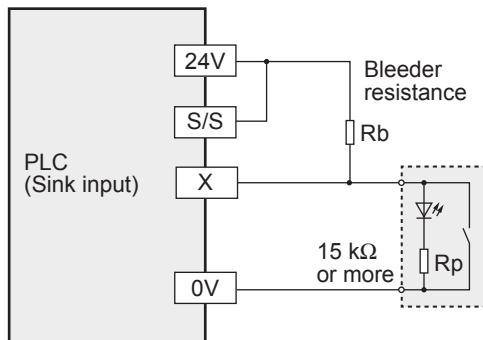 24V
Bleeder
resistance
S/S
Rb
PLC
(Sink input)
X
15 kΩ
or more
Rp
0V